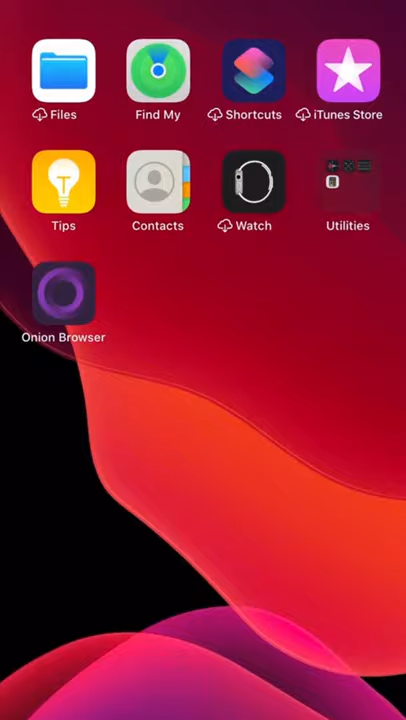 Files
Find My
Shortcuts
iTunes Store
Tips
Contacts
Watch
Utilities
Onion Browser